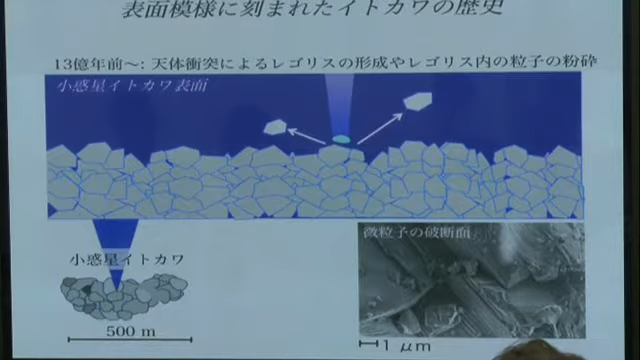 表面模様に刻まれたイトカワの歴史
13億年前～: 天体衝突によるレゴリスの形成やレゴリス内の粒子の粉砕
小惑星イトカワ表面
小惑星イトカワ
500 m
微粒子の破断面
1 μm